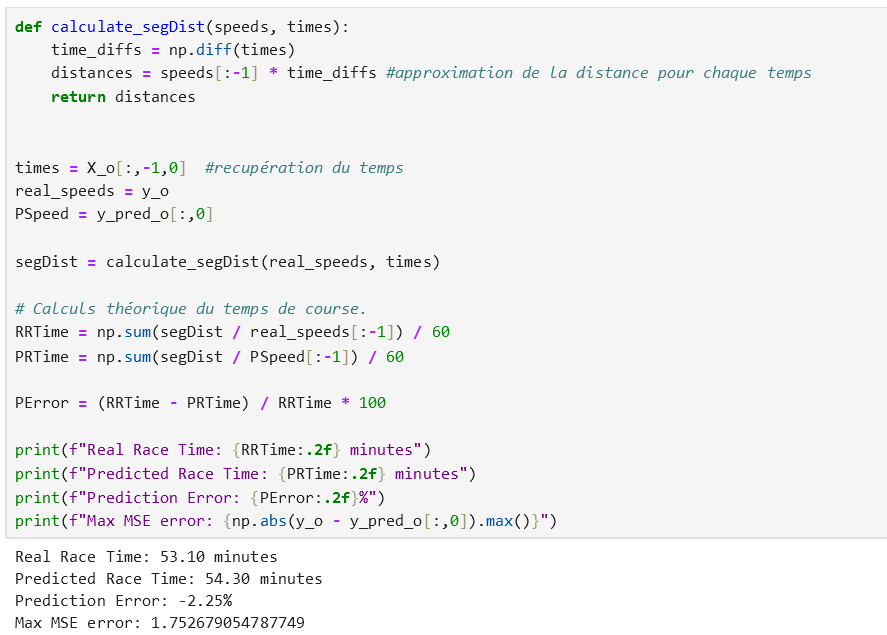 def calculate_segDist(speeds, times):
    time_diffs = np.diff(times)
    distances = speeds[:-1] * time_diffs #approximation de la distance pour chaque temps
    return distances
times = X_o[:,-1,0]  #recupération du temps
real_speeds = y_o
PSpeed = y_pred_o[:,0]
segDist = calculate_segDist(real_speeds, times)
# Calculs théorique du temps de course.
RRTime = np.sum(segDist / real_speeds[:-1]) / 60
PRTime = np.sum(segDist / PSpeed[:-1]) / 60
PError = (RRTime - PRTime) / RRTime * 100
print(f"Real Race Time: {RRTime:.2f} minutes")
print(f"Predicted Race Time: {PRTime:.2f} minutes")
print(f"Prediction Error: {PError:.2f}%")
print(f"Max MSE error: {np.abs(y_o - y_pred_o[:,0]).max()}")
Real Race Time: 53.10 minutes
Predicted Race Time: 54.30 minutes
Prediction Error: -2.25%
Max MSE error: 1.752679054787749